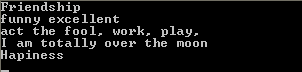 Friendship
funny excellent
act the fool, work, play,
I am totally over the moon
Hapiness